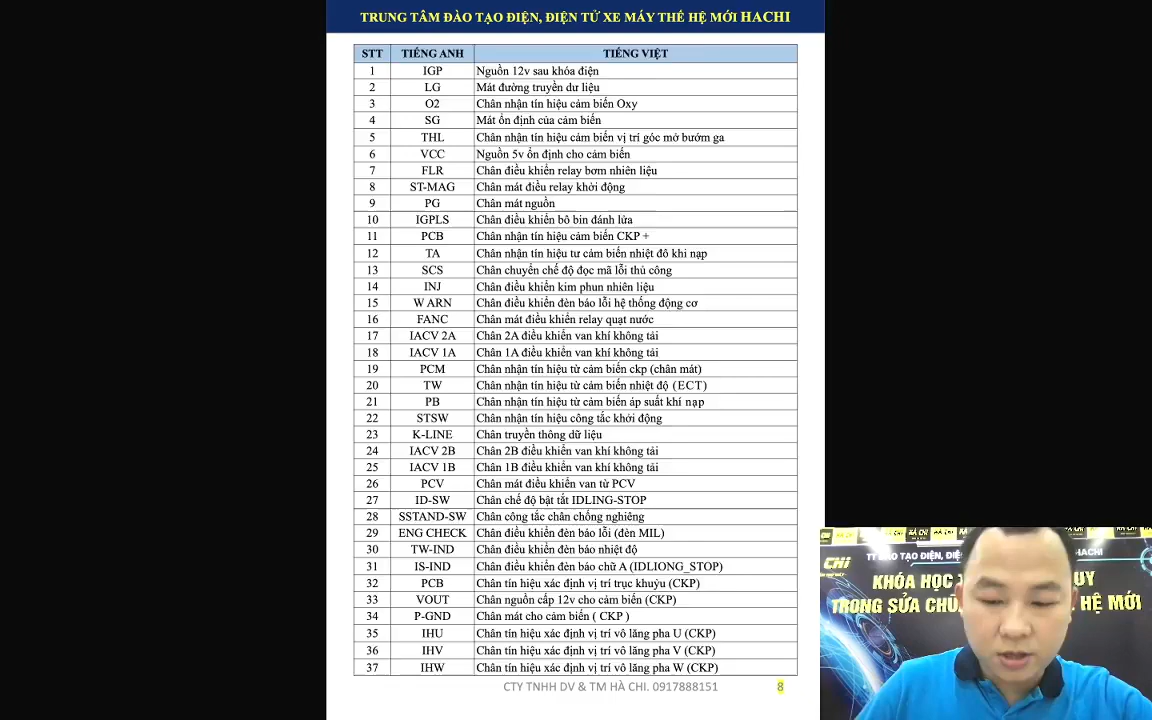 TRUNG TÂM ĐÀO TẠO ĐIỆN, ĐIỆN TỬ XE MÁY THẾ HỆ MỚI HACHI
STT TIẾNG ANH TIẾNG VIỆT
1 IGP Nguồn 12v sau khóa điện
2 LG Mát đường truyền dư liệu
3 O2 Chân nhận tín hiệu cảm biến Oxy
4 SG Mát ổn định của cảm biến
5 THL Chân nhận tín hiệu cảm biến vị trí góc mở bướm ga
6 VCC Nguồn 5v ổn định cho cảm biến
7 FLR Chân điều khiển relay bơm nhiên liệu
8 ST-MAG Chân mát điều relay khởi động
9 PG Chân mát nguồn
10 IGPLS Chân điều khiển bô bin đánh lửa
11 PCB Chân nhận tín hiệu cảm biến CKP +
12 TA Chân nhận tín hiệu tư cảm biến nhiệt đô khi nạp
13 SCS Chân chuyển chế độ đọc mã lỗi thủ công
14 INJ Chân điều khiển kim phun nhiên liệu
15 W ARN Chân điều khiển đèn báo lỗi hệ thống động cơ
16 FANC Chân mát điều khiển relay quạt nước
17 IACV 2A Chân 2A điều khiển van khí không tải
18 IACV 1A Chân 1A điều khiển van khí không tải
19 PCM Chân nhận tín hiệu từ cảm biến ckp (chân mát)
20 TW Chân nhận tín hiệu từ cảm biến nhiệt độ (ECT)
21 PB Chân nhận tín hiệu từ cảm biến áp suất khí nạp
22 STSW Chân nhận tín hiệu công tắc khởi động
23 K-LINE Chân truyền thông dữ liệu
24 IACV 2B Chân 2B điều khiển van khí không tải
25 IACV 1B Chân 1B điều khiển van khí không tải
26 PCV Chân mát điều khiển van từ PCV
27 ID-SW Chân chế độ bật tắt IDLING-STOP
28 SSTAND-SW Chân công tắc chân chống nghiêng
29 ENG CHECK Chân điều khiển đèn báo lỗi (đèn MIL)
30 TW-IND Chân điều khiển đèn báo nhiệt độ
31 IS-IND Chân điều khiển đèn báo chữ A (IDLIONG_STOP)
32 PCB Chân tín hiệu xác định vị trí trục khuỷu (CKP)
33 VOUT Chân nguồn cấp 12v cho cảm biến (CKP)
34 P-GND Chân mát cho cảm biến ( CKP )
35 IHU Chân tín hiệu xác định vị trí vô lăng pha U (CKP)
36 IHV Chân tín hiệu xác định vị trí vô lăng pha V (CKP)
37 IHW Chân tín hiệu xác định vị trí vô lăng pha W (CKP)
CTY TNHH DV & TM HÀ CHI. 0917888151 8
CHI
TY ĐÀO TẠO ĐIỆN, ĐIỆ HACHI
KHÓA HỌC UY
TRONG SỬA CHỮ HỆ MỚI